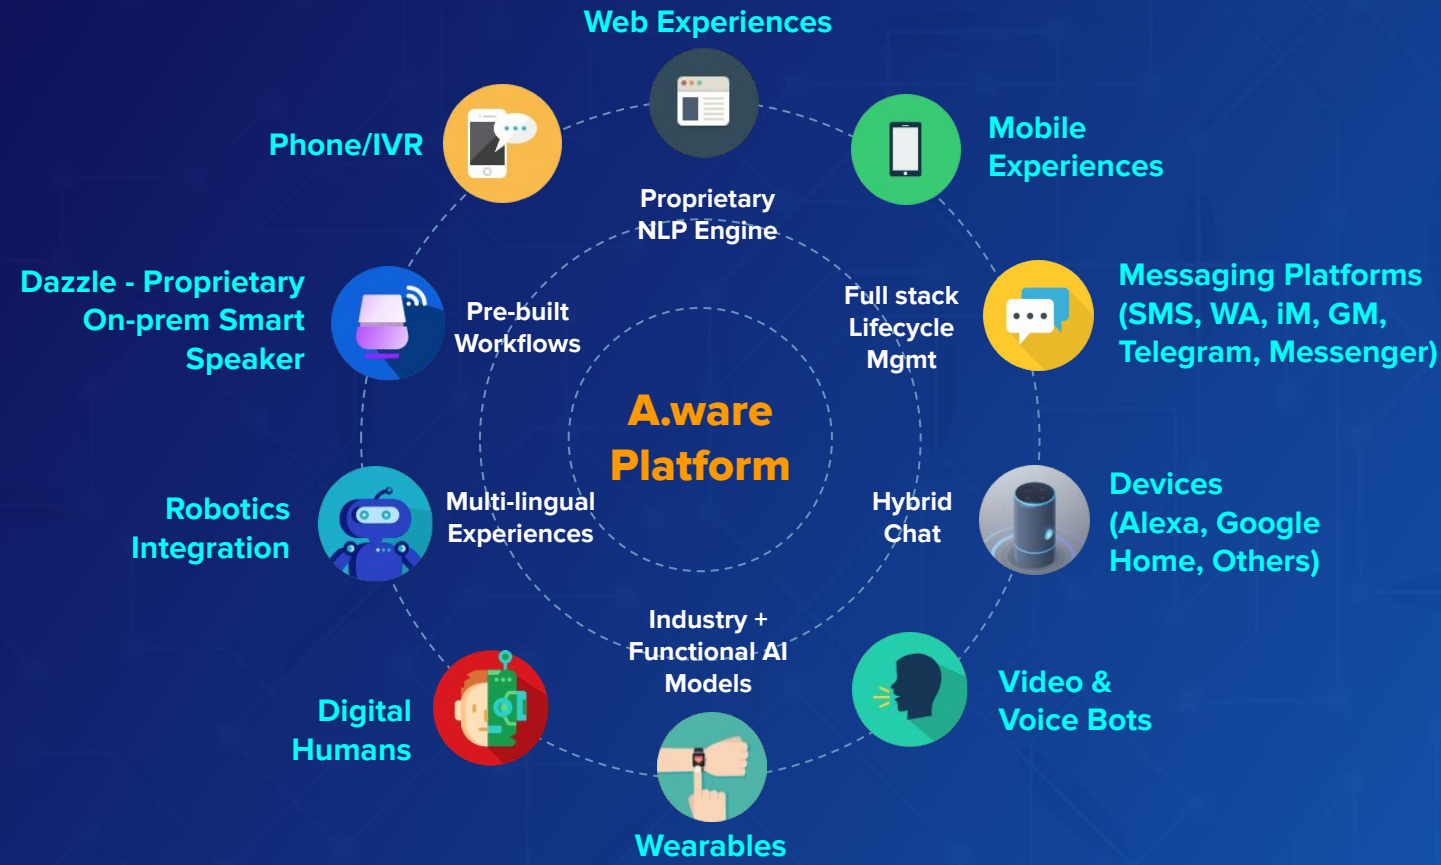 Web Experiences
Phone/IVR
Mobile
Experiences
Proprietary
NLP Engine
Dazzle - Proprietary
On-prem Smart
Speaker
Pre-built
Workflows
Full stack
Lifecycle
Mgmt
Messaging Platforms
(SMS, WA, iM, GM,
Telegram, Messenger)
A.ware
Platform
Robotics
Integration
Multi-lingual
Experiences
Hybrid
Chat
Devices
(Alexa, Google
Home, Others)
Industry +
Functional AI
Models
Digital
Humans
Video &
Voice Bots
Wearables